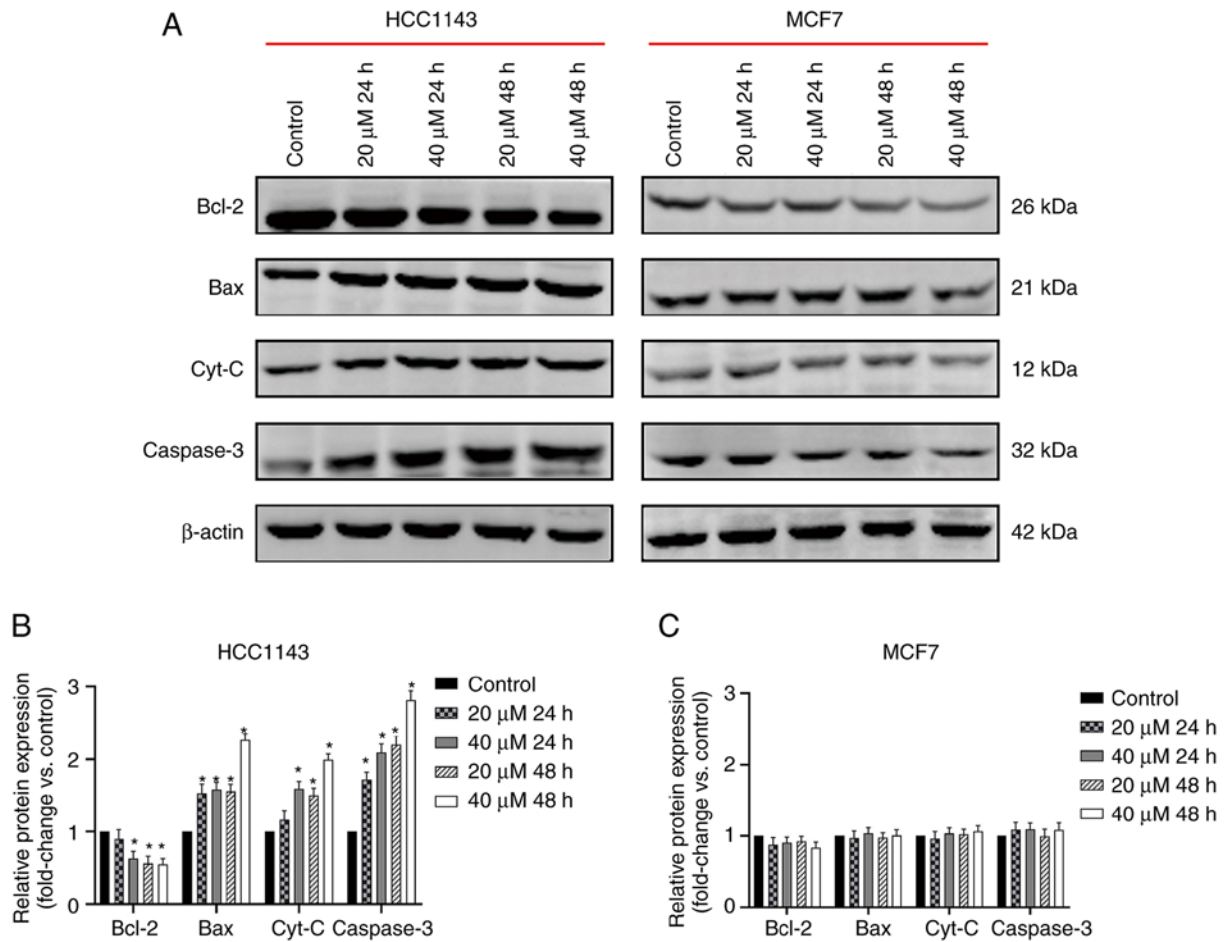 A
HCC1143
MCF7
Control
20 μM 24 h
40 μM 24 h
20 μM 48 h
40 μM 48 h
Control
20 μM 24 h
40 μM 24 h
20 μM 48 h
40 μM 48 h
Bcl-2
26 kDa
Bax
21 kDa
Cyt-C
12 kDa
Caspase-3
32 kDa
β-actin
42 kDa
B
HCC1143
Relative protein expression
(fold-change vs. control)
3
2
1
0
* * *
* * * *
* * *
* * * *
Bcl-2
Bax
Cyt-C
Caspase-3
Control
20 μM 24 h
40 μM 24 h
20 μM 48 h
40 μM 48 h
C
MCF7
Relative protein expression
(fold-change vs. control)
3
2
1
0
Bcl-2
Bax
Cyt-C
Caspase-3
Control
20 μM 24 h
40 μM 24 h
20 μM 48 h
40 μM 48 h